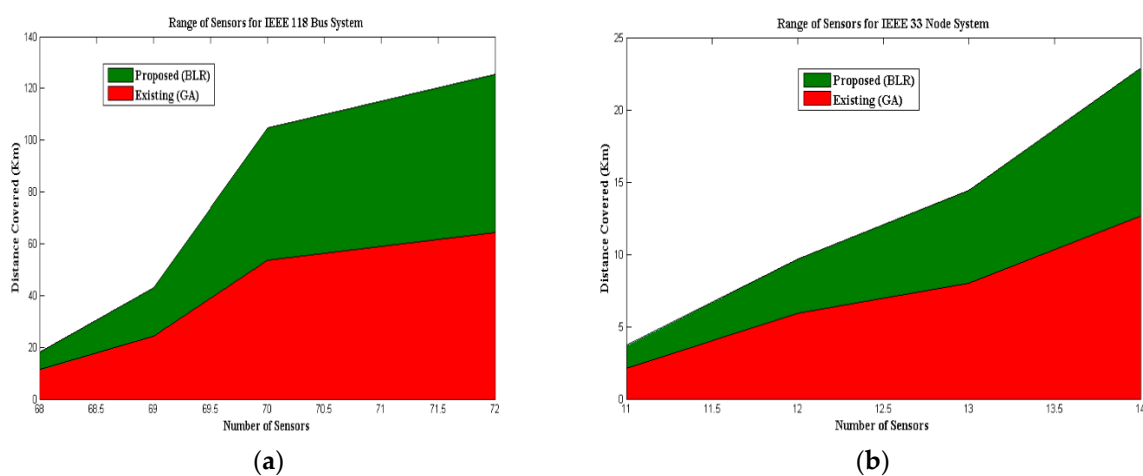 Range of Sensors for IEEE 118 Bus System
140
120
100
80
60
40
20
0
Distance Covered (Km)
Proposed (BLR)
Existing (GA)
68
68.5
69
69.5
70
70.5
71
71.5
72
Number of Sensors
(a)
Range of Sensors for IEEE 33 Node System
25
20
15
10
5
0
Distance Covered (Km)
Proposed (BLR)
Existing (GA)
11
11.5
12
12.5
13
13.5
14
Number of Sensors
(b)